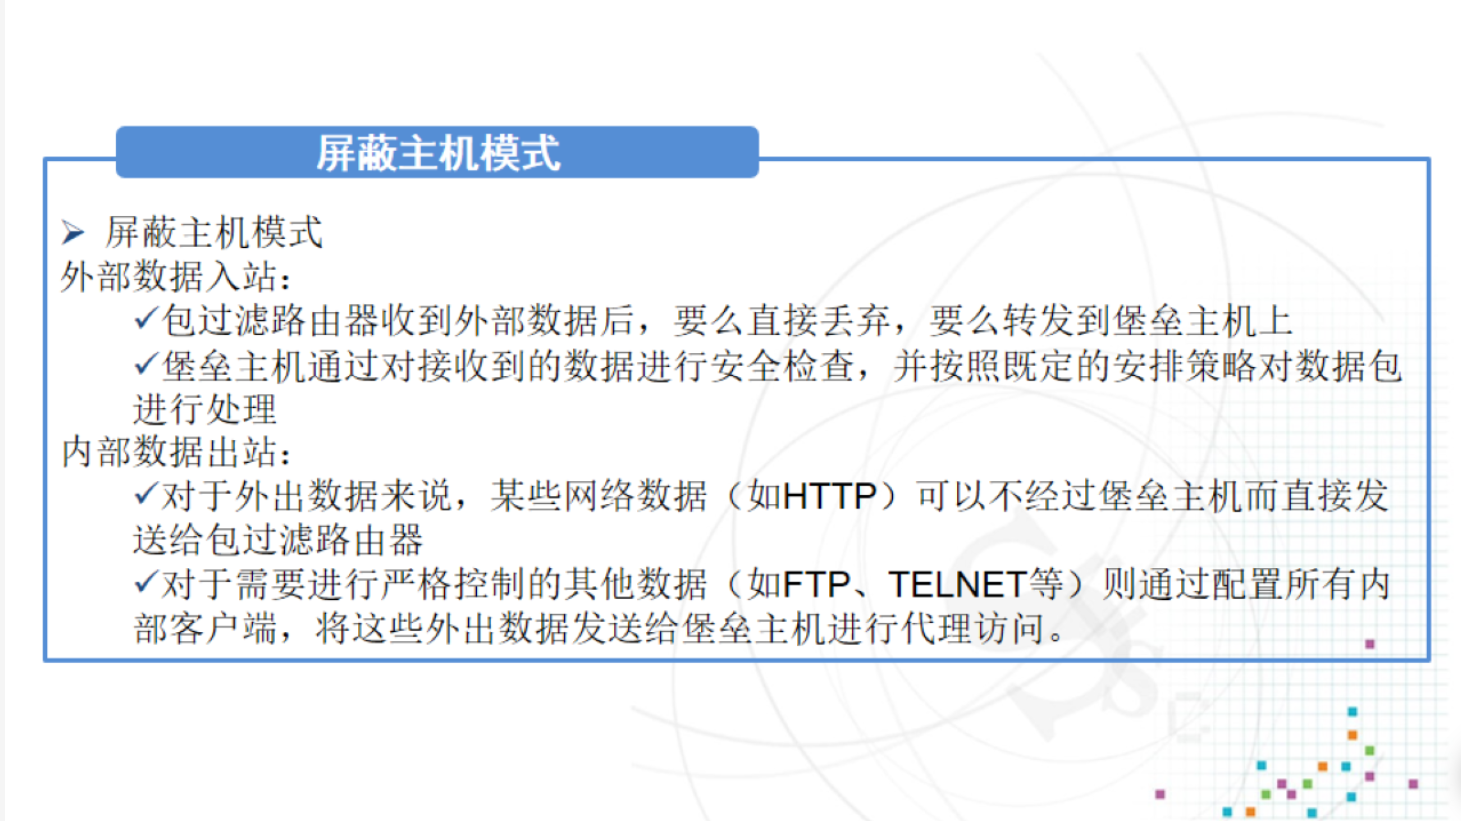 屏蔽主机模式
➢ 屏蔽主机模式
外部数据入站：
✓包过滤路由器收到外部数据后，要么直接丢弃，要么转发到堡垒主机上
✓堡垒主机通过对接收到的数据进行安全检查，并按照既定的安排策略对数据包
进行处理
内部数据出站：
✓对于外出数据来说，某些网络数据（如HTTP）可以不经过堡垒主机而直接发
送给包过滤路由器
✓对于需要进行严格控制的其他数据（如FTP、TELNET等）则通过配置所有内
部客户端，将这些外出数据发送给堡垒主机进行代理访问。